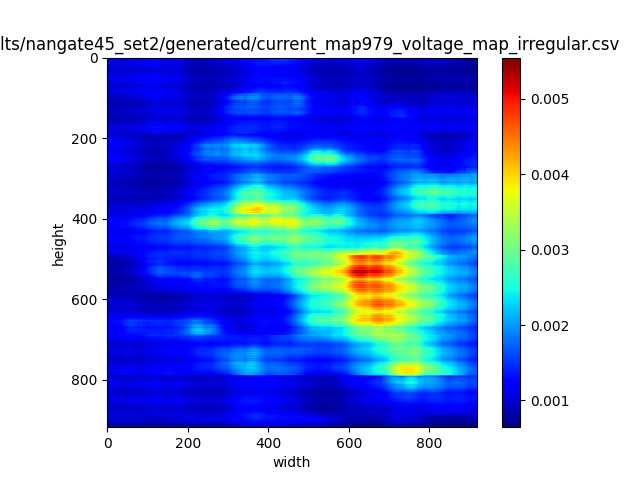 lts/nangate45_set2/generated/current_map979_voltage_map_irregular.csv
0
200
400
600
800
height
0 200 400 600 800
width
0.005
0.004
0.003
0.002
0.001